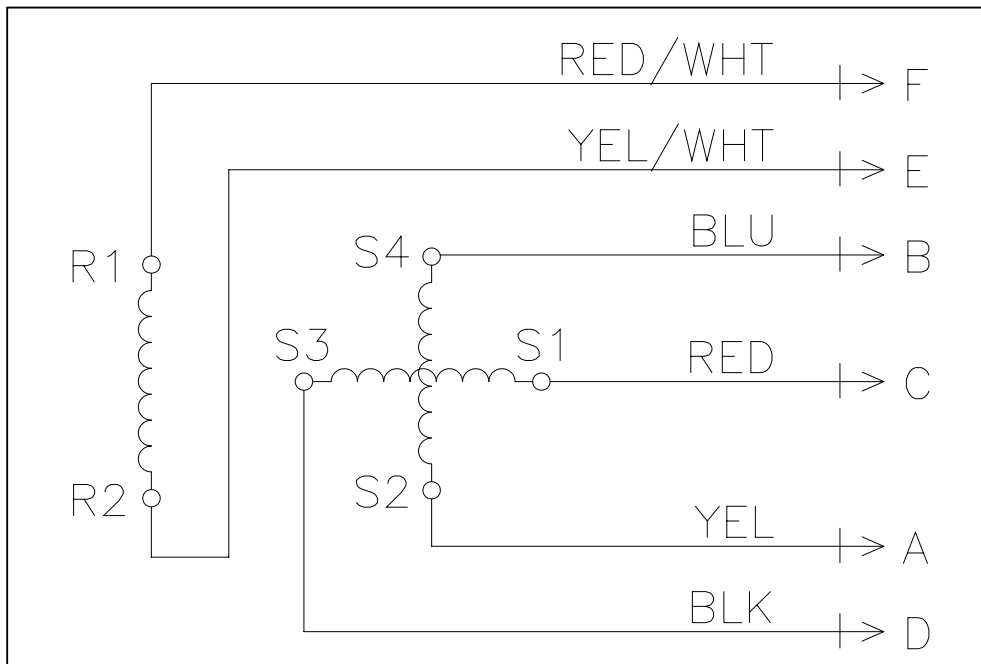 RED/WHT F
YEL/WHT E
BLU B
R1 S4
S3 S1 RED C
R2 S2
YEL A
BLK D